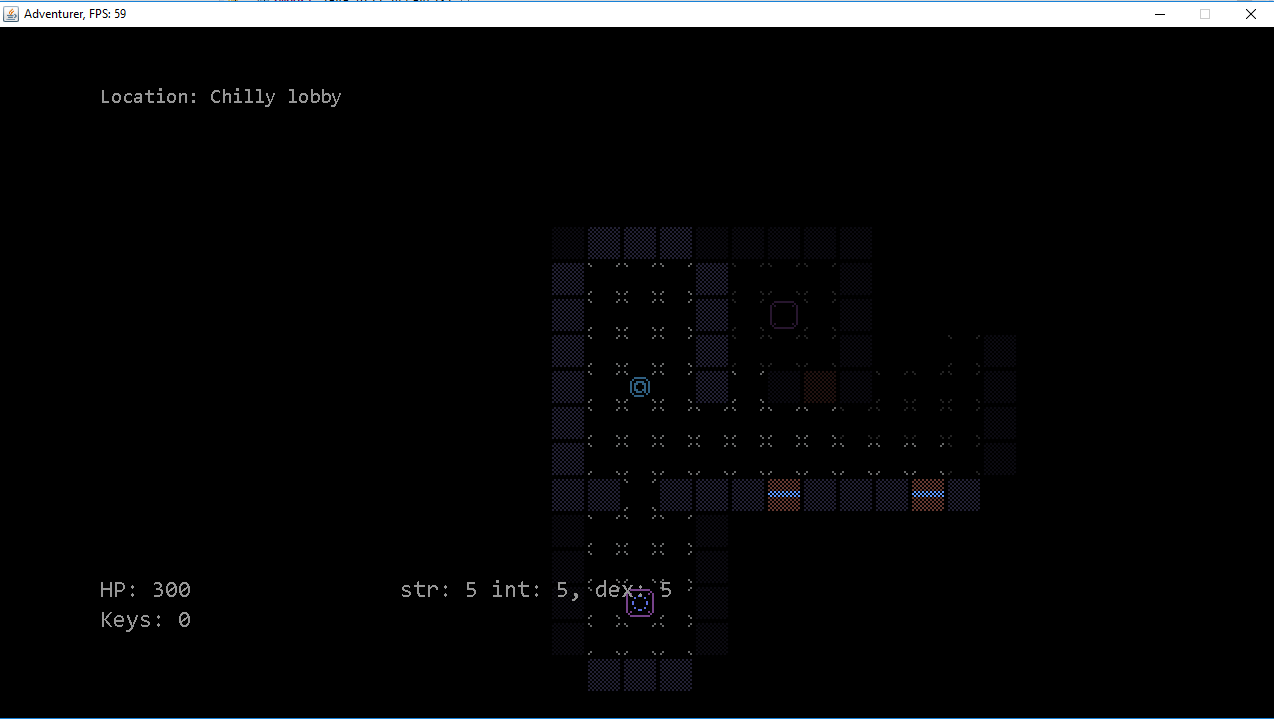 Adventurer, FPS: 59
Location: Chilly lobby
HP: 300 str: 5 int: 5, dex: 5
Keys: 0